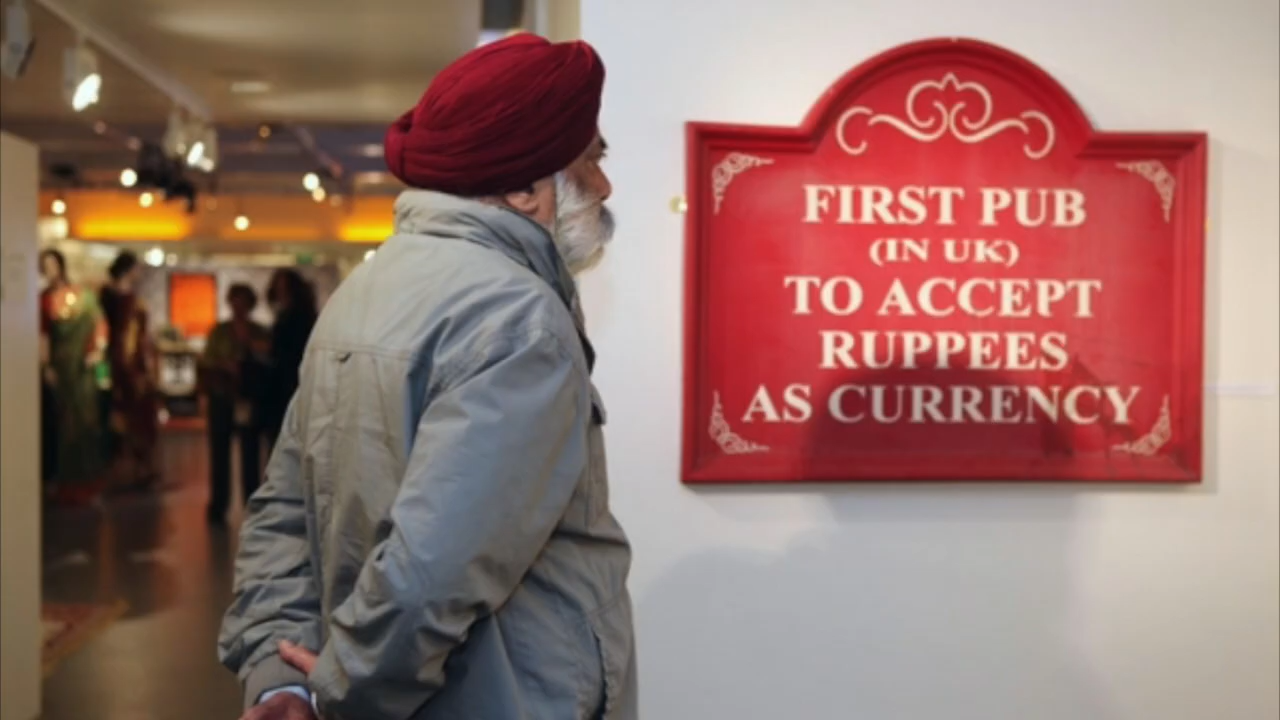 FIRST PUB
(IN UK)
TO ACCEPT
RUPPEES
AS CURRENCY